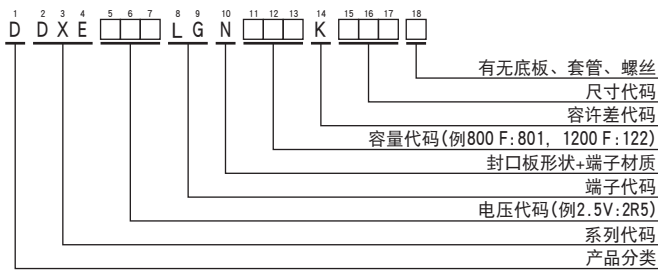 1 2 3 4 5 6 7 8 9 10 11 12 13 14 15 16 17 18
D D X E □□□ L G N □□□ K □□□ □
有无底板、套管、螺丝
尺寸代码
容许差代码
容量代码(例800 F:801, 1200 F:122)
封口板形状+端子材质
端子代码
电压代码(例2.5V:2R5)
系列代码
产品分类